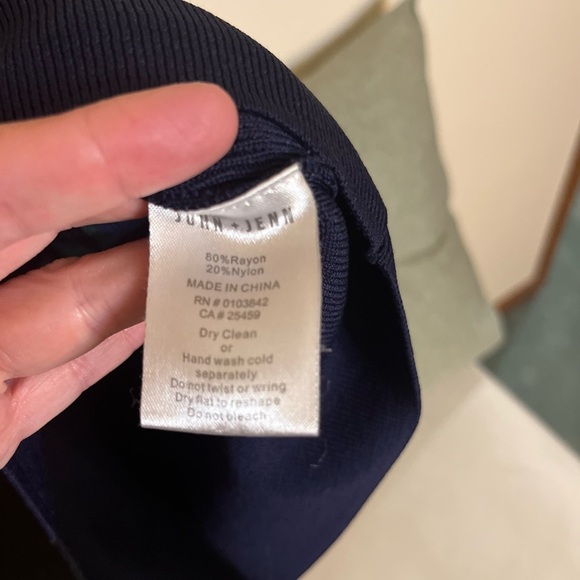 JOHN + JENN
80%Rayon
20%Nylon
MADE IN CHINA
RN # 0103842
CA # 25459
Dry Clean
or
Hand wash cold
separately
Do not twist or wring
Dry flat to reshape
Do not bleach